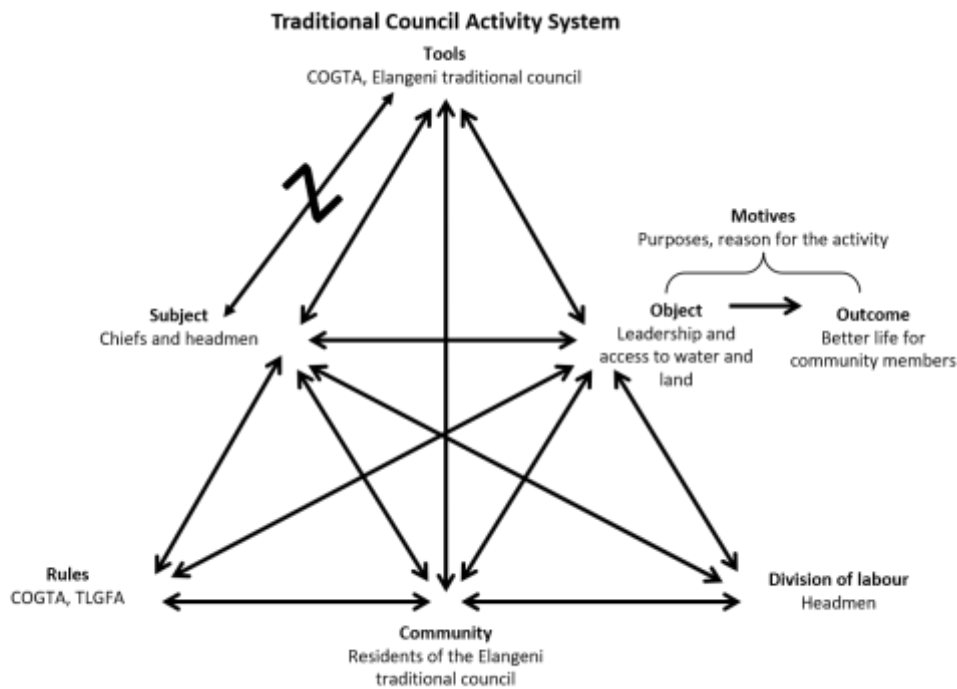 Traditional Council Activity System
Tools
COGTA, Elangeni traditional council
Motives
Purposes, reason for the activity
Subject
Chiefs and headmen
Object
Leadership and
access to water and
land
Outcome
Better life for
community members
Rules
COGTA, TLGFA
Community
Residents of the Elangeni
traditional council
Division of labour
Headmen